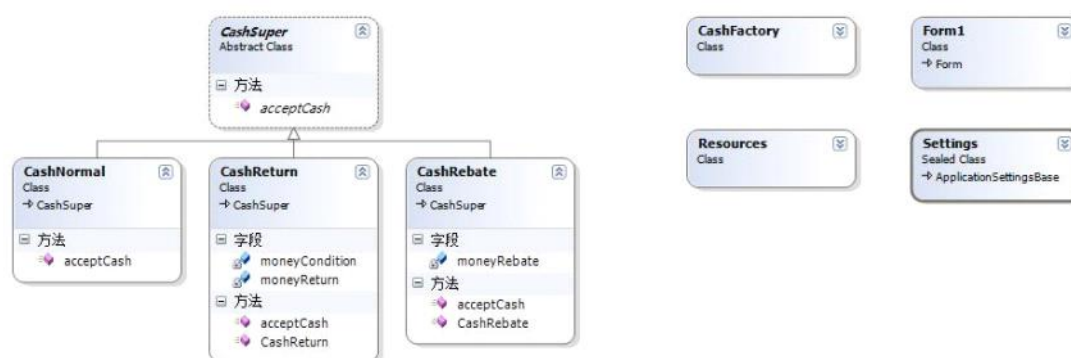 CashSuper
Abstract Class
方法
acceptCash
CashFactory
Class
Form1
Class
Form
CashNormal
Class
CashSuper
方法
acceptCash
CashReturn
Class
CashSuper
字段
moneyCondition
moneyReturn
方法
acceptCash
CashReturn
CashRebate
Class
CashSuper
字段
moneyRebate
方法
acceptCash
CashRebate
Resources
Class
Settings
Sealed Class
ApplicationSettingsBase